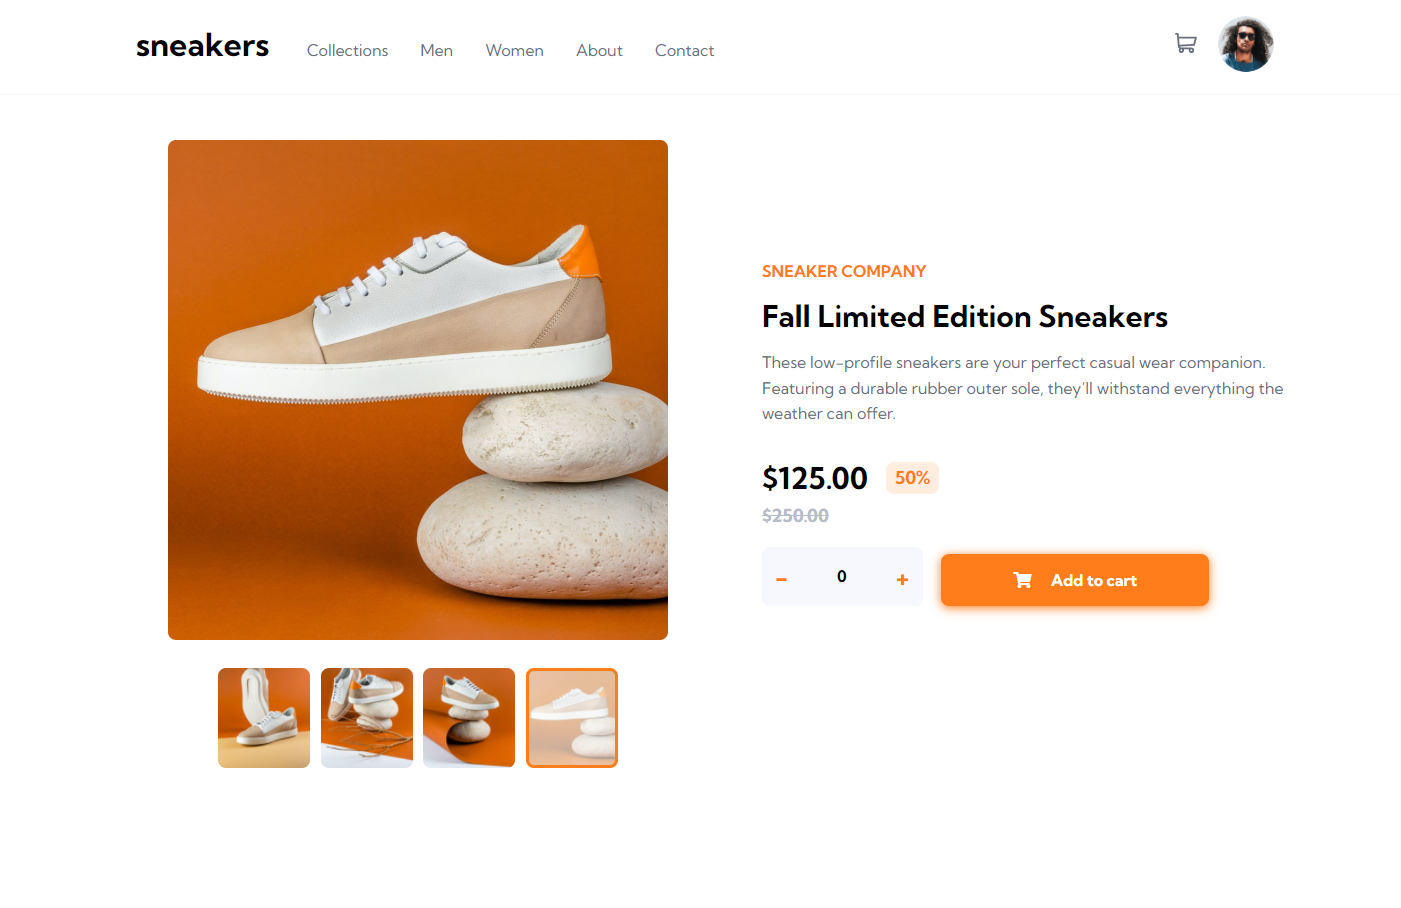 sneakers
Collections Men Women About Contact
SNEAKER COMPANY
Fall Limited Edition Sneakers
These low-profile sneakers are your perfect casual wear companion.
Featuring a durable rubber outer sole, they’ll withstand everything the
weather can offer.
$125.00 50%
$250.00
- 0 + Add to cart